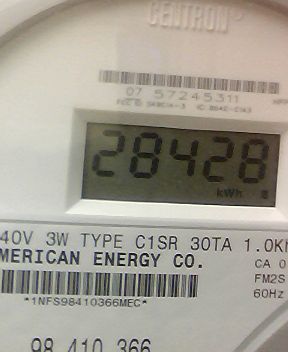 CENTRON
07 57245311
28428
kWh
40V 3W TYPE C1SR 30TA 1.0K
MERICAN ENERGY CO.
CA 0
FM2S
60Hz
*1NFS98410366MEC*
98 410 366